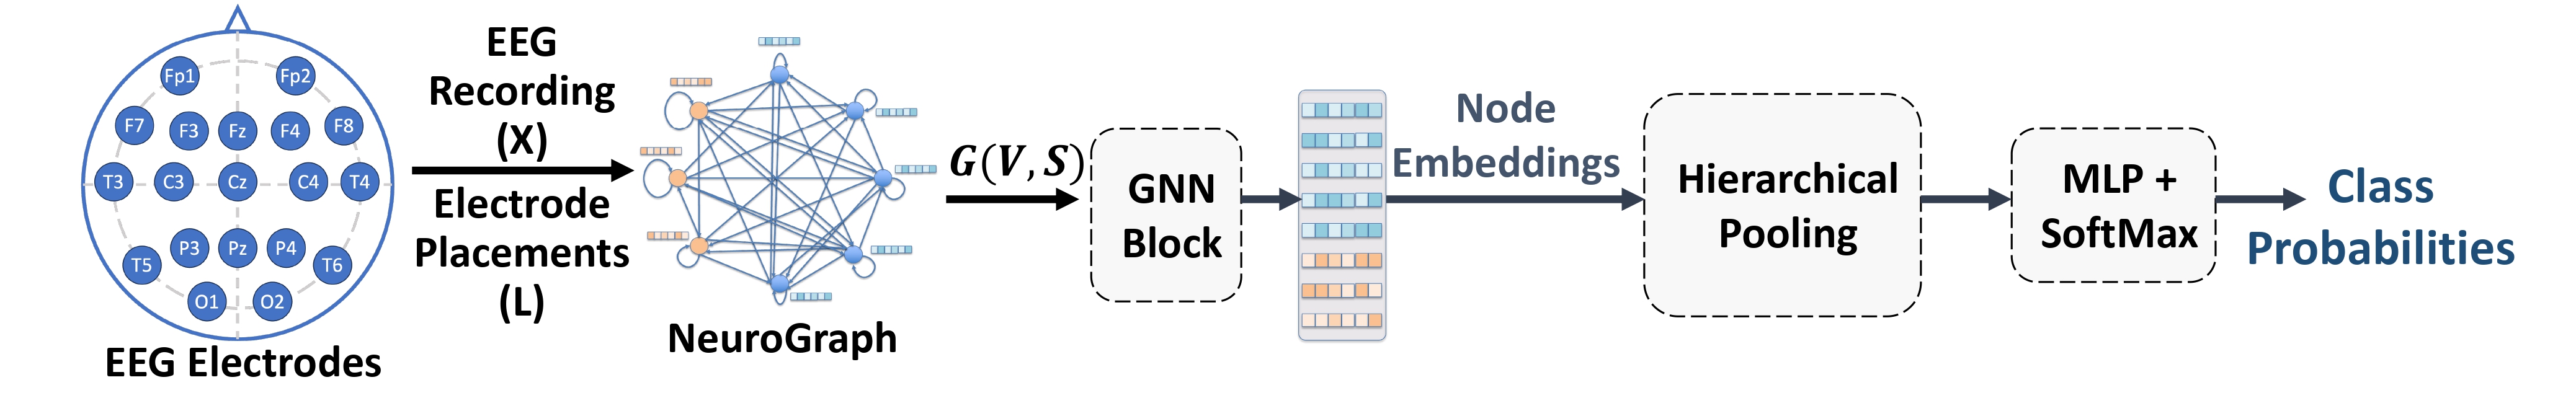 Fp1 Fp2
F7 F3 Fz F4 F8
T3 C3 Cz C4 T4
T5 P3 Pz P4 T6
O1 O2
EEG Electrodes
EEG
Recording
(X)
Electrode
Placements
(L)
NeuroGraph
G(V, S)
GNN
Block
Node
Embeddings
Hierarchical
Pooling
MLP +
SoftMax
Class
Probabilities